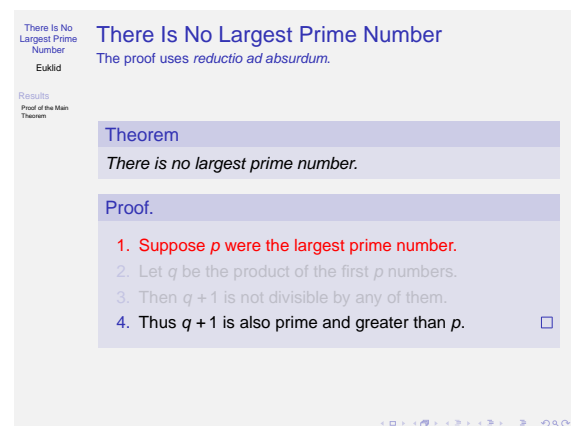 There Is No
Largest Prime
Number
Euklid
Results
Proof of the Main
Theorem
There Is No Largest Prime Number
The proof uses reductio ad absurdum.
Theorem
There is no largest prime number.
Proof.
1. Suppose p were the largest prime number.
2. Let q be the product of the first p numbers.
3. Then q + 1 is not divisible by any of them.
4. Thus q + 1 is also prime and greater than p. □